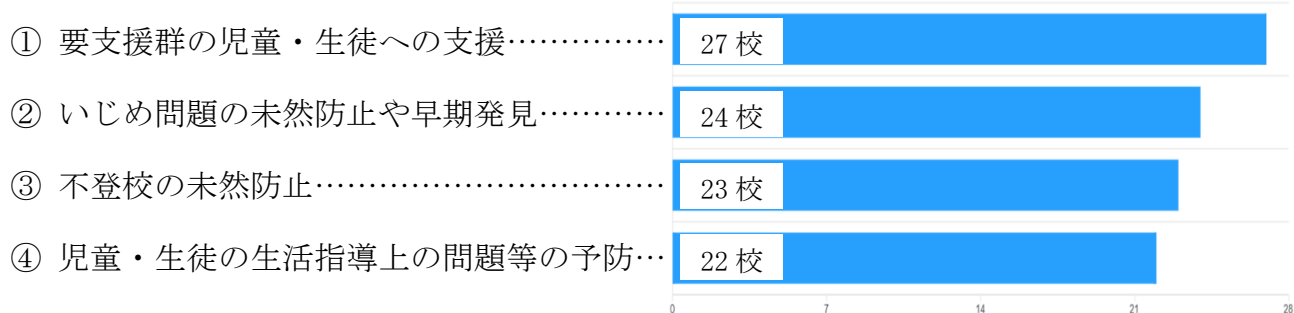 ① 要支援群の児童・生徒への支援…………… 27 校
② いじめ問題の未然防止や早期発見………… 24 校
③ 不登校の未然防止…………………………… 23 校
④ 児童・生徒の生活指導上の問題等の予防… 22 校
0 7 14 21 28